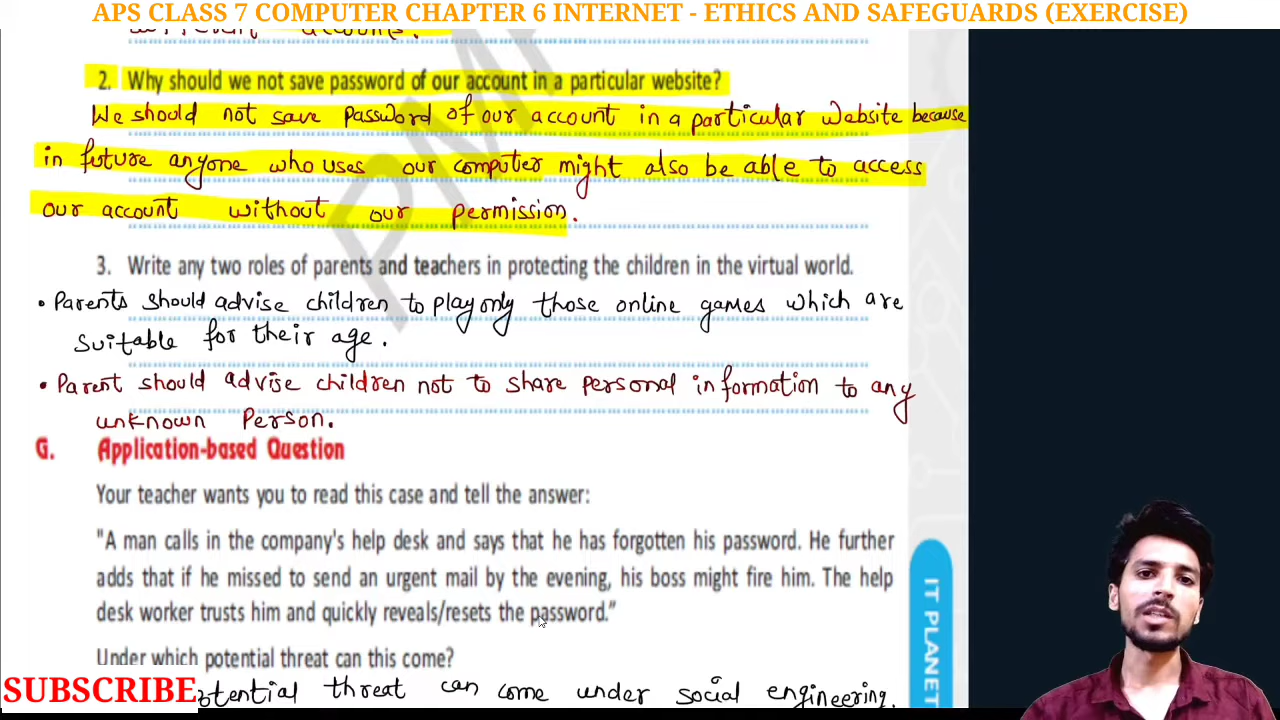 APS CLASS 7 COMPUTER CHAPTER 6 INTERNET - ETHICS AND SAFEGUARDS (EXERCISE)
accounts.
2. Why should we not save password of our account in a particular website?
We should not save Password of our account in a particular Website because
in future anyone who uses our computer might also be able to access
our account without our permission.
3. Write any two roles of parents and teachers in protecting the children in the virtual world.
• Parents should advise children to play only those online games which are
suitable for their age.
• Parent should advise children not to share personal information to any
unknown Person.
G. Application-based Question
Your teacher wants you to read this case and tell the answer:
"A man calls in the company's help desk and says that he has forgotten his password. He further
adds that if he missed to send an urgent mail by the evening, his boss might fire him. The help
desk worker trusts him and quickly reveals/resets the password."
Under which potential threat can this come?
SUBSCRIBE otential threat can come under social engineering.
IT PLANET
PM